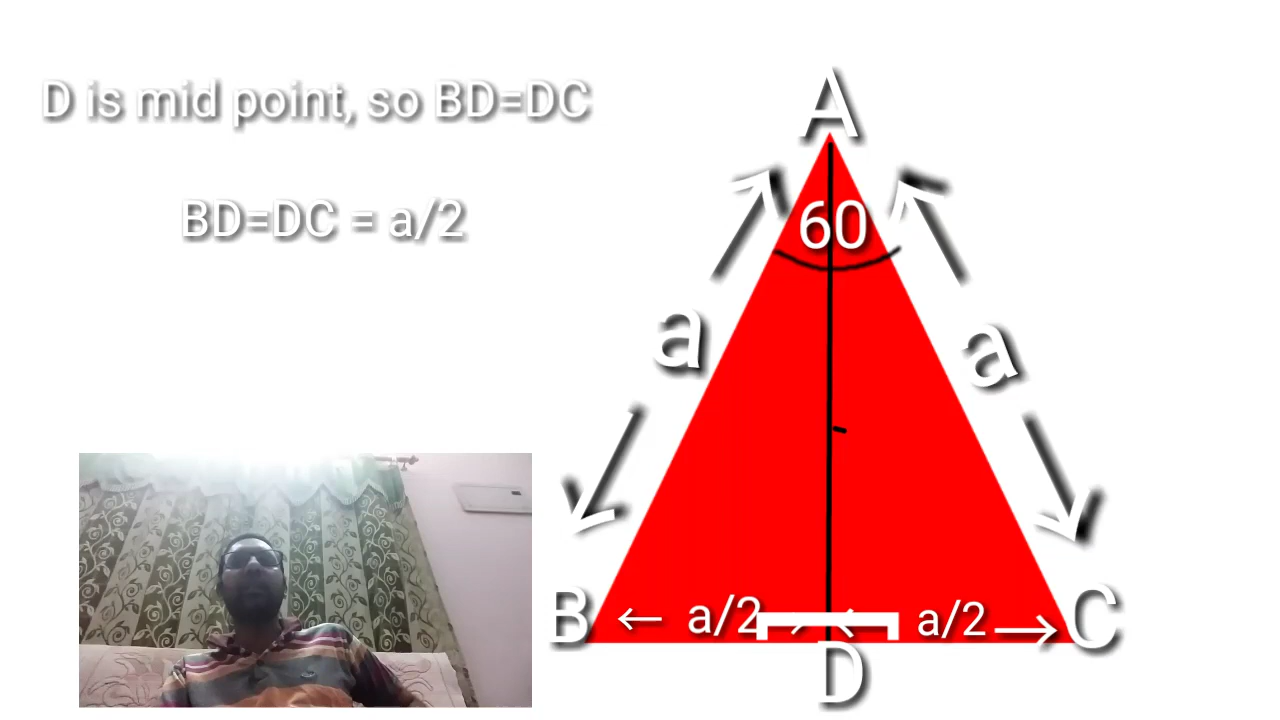 D is mid point, so BD=DC
BD=DC = a/2
A
60
a
a
B ← a/2 → ← a/2 → C
D